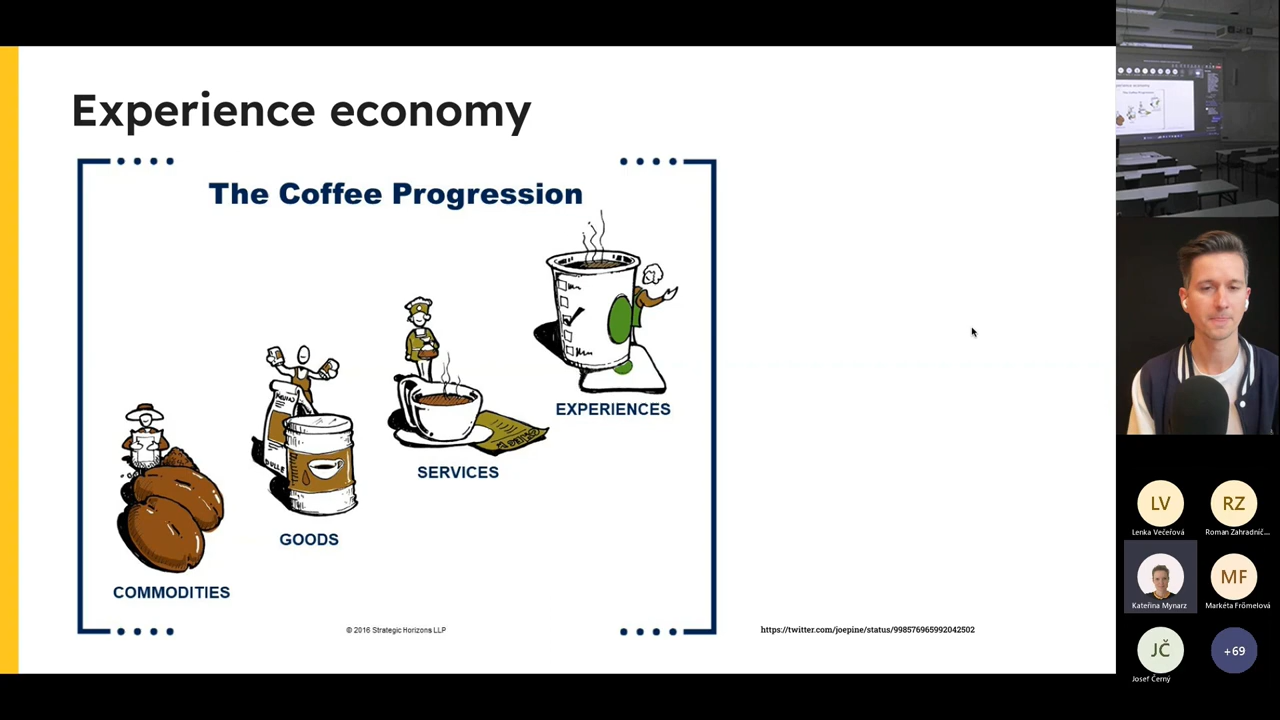 Experience economy
The Coffee Progression
EXPERIENCES
SERVICES
GOODS
COMMODITIES
© 2016 Strategic Horizons LLP
https://twitter.com/joepine/status/998576965992042502
LV
RZ
Lenka Večeřová
Roman Zahradníč...
MF
Kateřina Mynarz
Markéta Frömelová
JČ
+69
Josef Černý